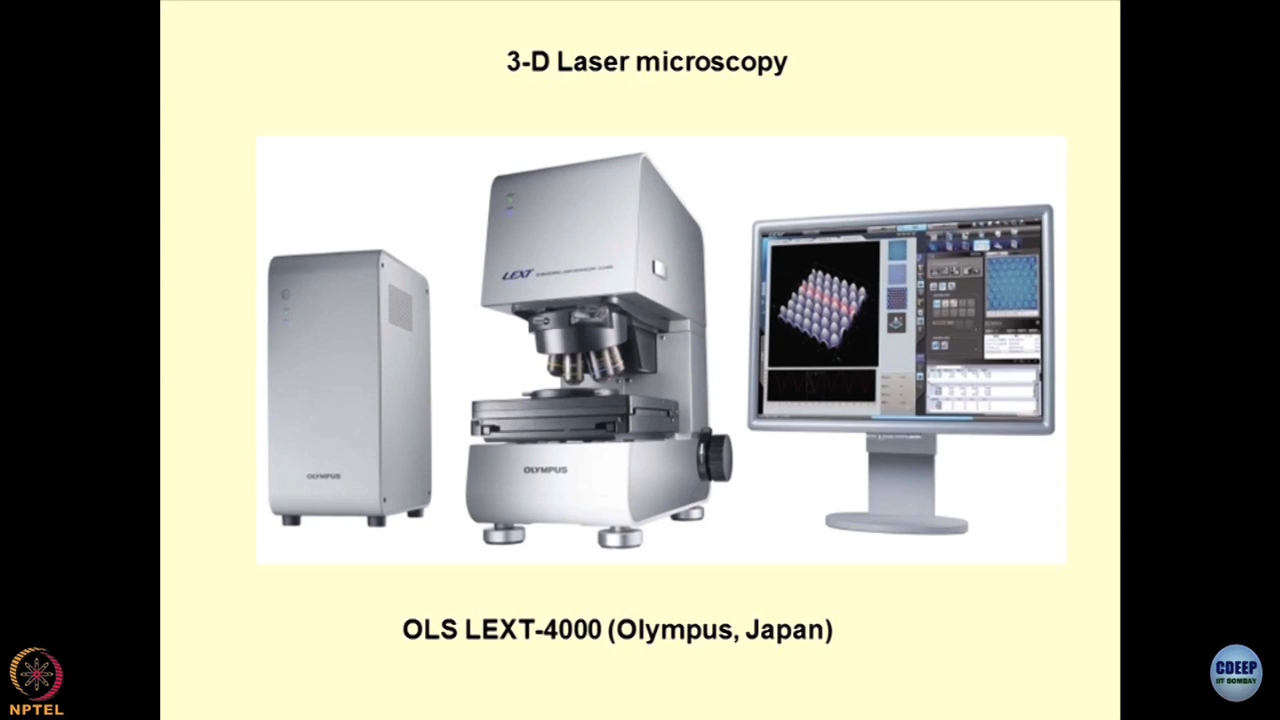 3-D Laser microscopy
LEXT
OLYMPUS
OLYMPUS
OLS LEXT-4000 (Olympus, Japan)
NPTEL
CDEEP
IIT BOMBAY